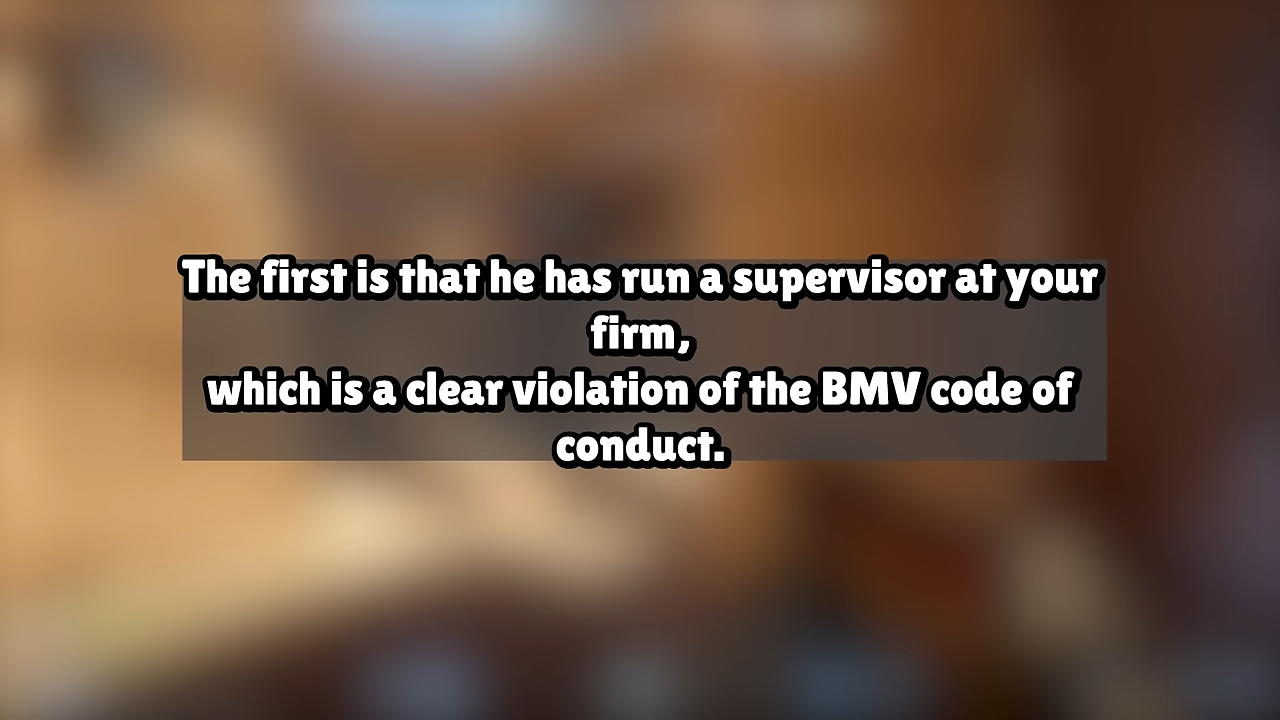 The first is that he has run a supervisor at your
firm,
which is a clear violation of the BMV code of
conduct.